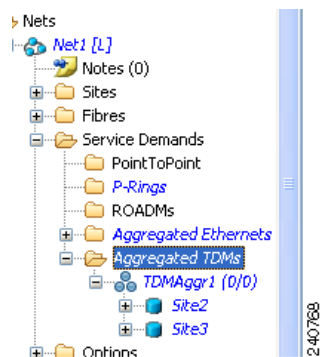 Nets
Net1 [L]
Notes (0)
Sites
Fibres
Service Demands
PointToPoint
P-Rings
ROADMs
Aggregated Ethernets
Aggregated TDMs
TDMAggr1 (0/0)
Site2
Site3
Options
240768